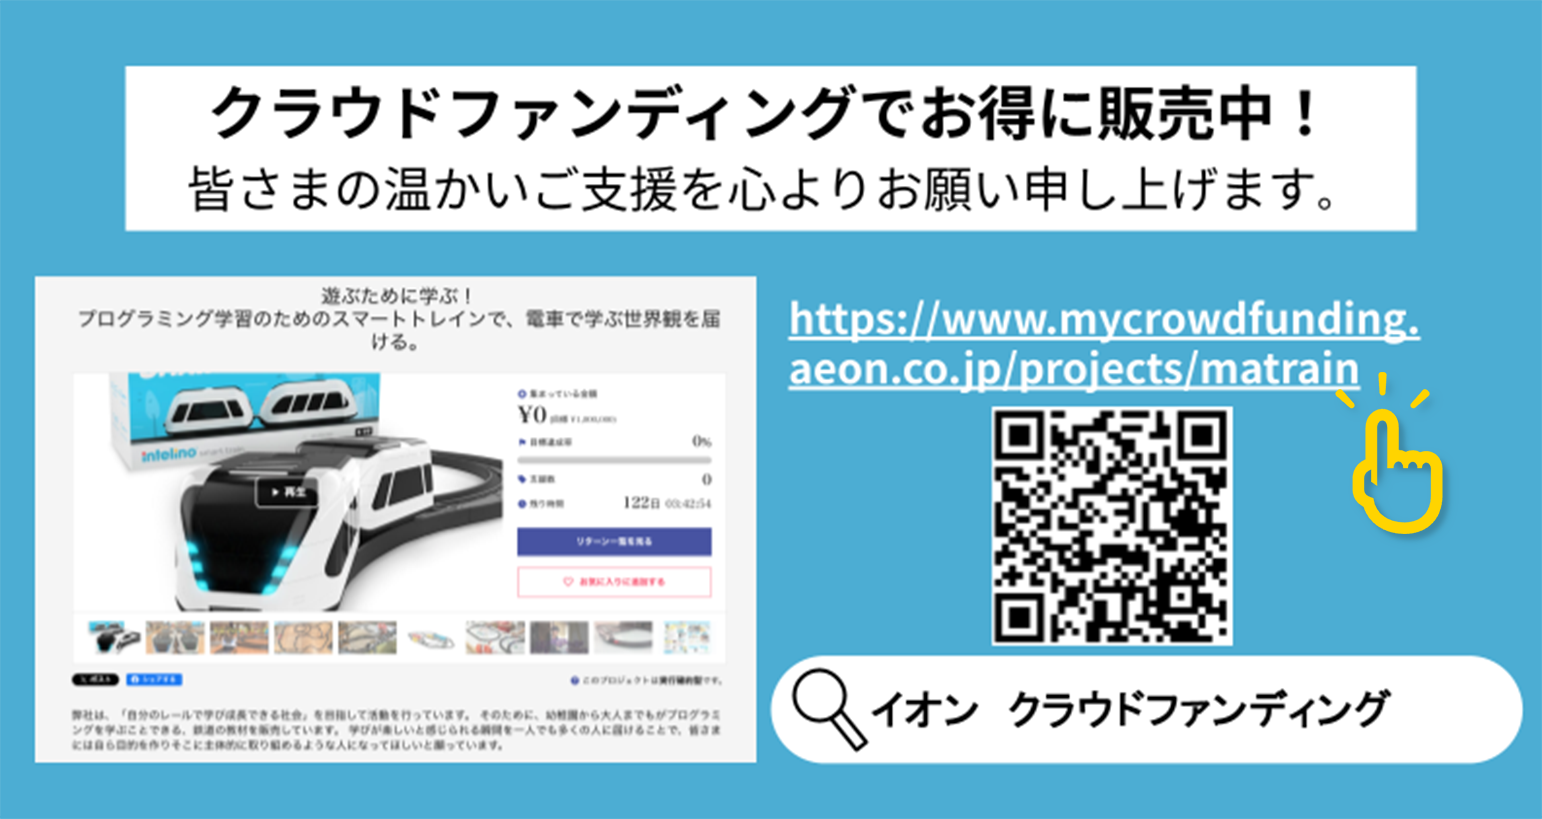 クラウドファンディングでお得に販売中！
皆さまの温かいご支援を心よりお願い申し上げます。
遊ぶために学ぶ！
プログラミング学習のためのスマートトレインで、電車で学ぶ世界観を届
ける。
intelino smart train
再生
集まっている金額
¥0 (目標 ¥1,800,000)
目標達成率 0%
支援数 0
残り時間 122日 03:42:54
リターン一覧を見る
お気に入りに追加する
ポスト シェアする
このプロジェクトは実行確約型です。
弊社は、「自分のレールで学び成長できる社会」を目指して活動を行っています。 そのために、幼稚園から大人までもがプログラミ
ングを学ぶことできる、鉄道の教材を販売しています。 学びが楽しいと感じられる瞬間を一人でも多くの人に届けることで、皆さま
には自ら目的を作りそこに主体的に取り組めるような人になってほしいと願っています。
https://www.mycrowdfunding.
aeon.co.jp/projects/matrain
イオン　クラウドファンディング